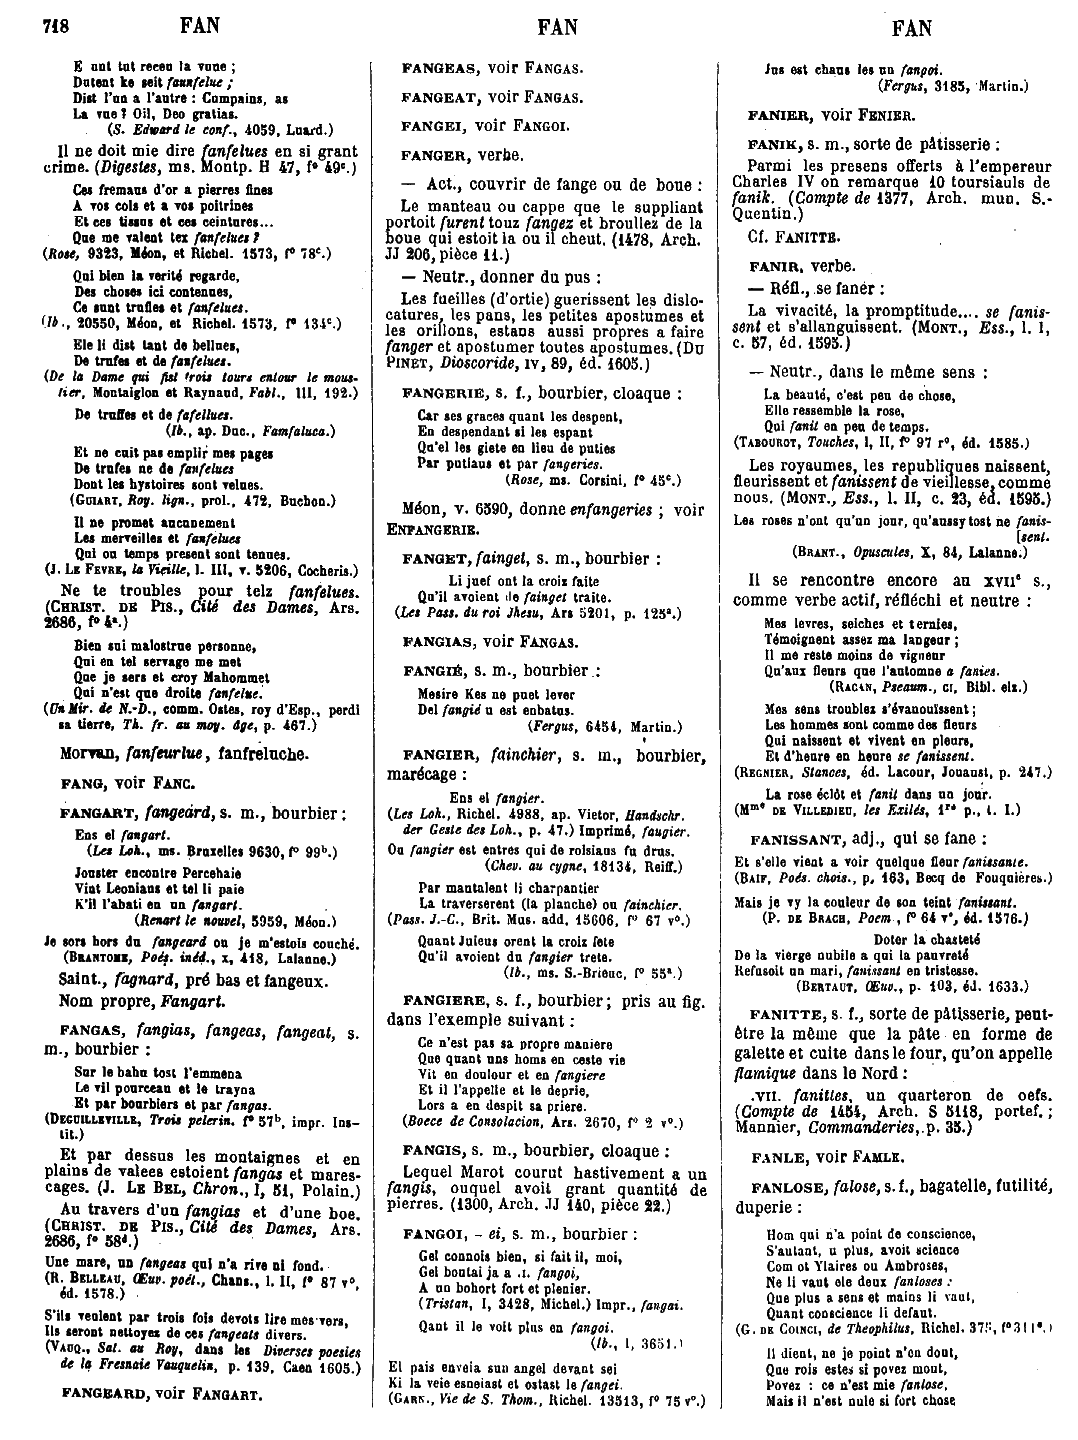 718
FAN
FAN
FAN
E unt tut receu la voue ;
Dutent ke seit faunfelue ;
Dist l'un a l'autre : Cumpains, as
La vue ? Oil, Deo gratias.
(S. Edward le conf., 4059, Luard.)
Il ne doit mie dire fanfelues en si grant
crime. (Digestes, ms. Montp. H 47, f° 49ᶜ.)
Ces fremaus d'or a pierres fines
A vos cols et a vos poitrines
Et ces tissus et ces ceintures...
Que me valent tex fanfelues ?
(Rose, 9323, Méon, et Richel. 1573, f° 78ᶜ.)
Qui bien la verité regarde,
Des choses ici contenues,
Ce sunt trufles et fanfelues.
(Ib., 20550, Méon, et Richel. 1573, f° 134ᶜ.)
Ele li dist tant de bellues,
De trufes et de fanfelues.
(De la Dame qui fist trois tours entour le mous-
tier, Montaiglon et Raynaud, Fabl., III, 192.)
De truffes et de fafellues.
(Ib., ap. Duc., Famfaluca.)
Et ne cuit pas emplir mes pages
De trufes ne de fanfelues
Dont les hystoires sont velues.
(Guiart, Roy. lign., prol., 472, Buchon.)
Il ne promet aucunement
Les merveilles et fanfelues
Qui ou temps present sont tenues.
(J. Le Fevre, la Vieille, l. III, v. 5206, Cocheris.)
Ne te troubles pour telz fanfelues.
(Christ. de Pis., Cité des Dames, Ars.
2686, f° 4ᵃ.)
Bien sui malostrue personne,
Qui en tel servage me met
Que je sers et croy Mahommet
Qui n'est que droite fanfelue.
(Un Mir. de N.-D., comm. Ostes, roy d'Esp., perdi
sa tierre, Th. fr. au moy. âge, p. 467.)
Morvan, fanfeurlue, fanfreluche.
FANG, voir Fanc.
FANGART, fangeard, s. m., bourbier :
Ens el fangart.
(Les Loh., ms. Bruxelles 9630, f° 99ᵇ.)
Jouster encontre Percehaie
Vint Leonians et tel li paie
K'il l'abati en un fangart.
(Renart le nouvel, 5959, Méon.)
Je sors hors du fangeard ou je m'estois couché.
(Brantome, Poés. inéd., x, 418, Lalanne.)
Saint., fagnard, pré bas et fangeux.
Nom propre, Fangart.
FANGAS, fangias, fangeas, fangeat, s.
m., bourbier :
Sur le bahu tost l'emmena
Le vil pourceau et le trayna
Et par bourbiers et par fangas.
(Deguilleville, Trois pelerin. f° 57ᵇ, impr. Ins-
tit.)
Et par dessus les montaignes et en
plains de valees estoient fangas et mares-
cages. (J. Le Bel, Chron., I, 51, Polain.)
Au travers d'un fangias et d'une boe.
(Christ. de Pis., Cité des Dames, Ars.
2686, f° 58ᵈ.)
Une mare, un fangeas qui n'a rive ni fond.
(R. Belleau, Œuv. poét., Chans., l. II, f° 87 v°,
éd. 1578.)
S'ils veulent par trois fois devots lire mes vers,
Ils seront nettoyez de ces fangeats divers.
(Vauq., Sat. au Roy, dans les Diverses poesies
de la Fresnaie Vauquelin, p. 139, Caen 1605.)
FANGEARD, voir Fangart.
FANGEAS, voir Fangas.
FANGEAT, voir Fangas.
FANGEI, voir Fangoi.
FANGER, verbe.
— Act., couvrir de fange ou de boue :
Le manteau ou cappe que le suppliant
portoit furent touz fangez et brouillez de la
boue qui estoit la ou il cheut. (1478, Arch.
JJ 206, pièce 11.)
— Neutr., donner du pus :
Les fueilles (d'ortie) guerissent les dislo-
catures, les pans, les petites apostumes et
les orillons, estans aussi propres a faire
fanger et apostumer toutes apostumes. (Du
Pinet, Dioscoride, iv, 89, éd. 1605.)
FANGERIE, s. f., bourbier, cloaque :
Car ses graces quant les despent,
En despendant si les espant
Qu'el les giete en lieu de puties
Par putiaus et par fangeries.
(Rose, ms. Corsini, f° 45ᶜ.)
Méon, v. 6590, donne enfangeries ; voir
Enfangerie.
FANGET, fainget, s. m., bourbier :
Li juef ont la croix faite
Qu'il avoient de fainget traite.
(Les Pass. du roi Jhesu, Ars 5201, p. 125ᵃ.)
FANGIAS, voir Fangas.
FANGIÉ, s. m., bourbier :
Mesire Kes ne puet lever
Del fangié u est enbatus.
(Fergus, 6454, Martin.)
FANGIER, fainchier, s. m., bourbier,
marécage :
Ens el fangier.
(Les Loh., Richel. 4988, ap. Vietor, Handschr.
der Geste des Loh., p. 47.) Imprimé, faugier.
Ou fangier est entres qui de roisians fu drus.
(Chev. au cygne, 18134, Reiff.)
Par mautalent li charpantier
La traverserent (la planche) ou fainchier.
(Pass. J.-C., Brit. Mus. add. 15606, f° 67 v°.)
Quant Juieus orent la croiz fete
Qu'il avoient du fangier trete.
(Ib., ms. S.-Brieuc, f° 55ᵃ.)
FANGIERE, s. f., bourbier ; pris au fig.
dans l'exemple suivant :
Ce n'est pas sa propre maniere
Que quant uns homs en ceste vie
Vit en doulour et en fangiere
Et il l'appelle et le deprie,
Lors a en despit sa priere.
(Boece de Consolacion, Ars. 2670, f° 2 v°.)
FANGIS, s. m., bourbier, cloaque :
Lequel Marot courut hastivement a un
fangis, ouquel avoit grant quantité de
pierres. (1300, Arch. JJ 140, pièce 22.)
FANGOI, - ei, s. m., bourbier :
Gel connois bien, si fait il, moi,
Gel boutai ja a .i. fangoi,
A un bohort fort et plenier.
(Tristan, I, 3428, Michel.) Impr., fangai.
Qant il le voit plus en fangoi.
(Ib., I, 3651.)
El pais enveia sun angel devant sei
Ki la veie esneiast et ostast le fangei.
(Garn., Vie de S. Thom., Richel. 13513, f° 75 v°.)
Jus est chaus les un fangoi.
(Fergus, 3185, Martin.)
FANIER, voir Fenier.
FANIK, s. m., sorte de pâtisserie :
Parmi les presens offerts à l'empereur
Charles IV on remarque 10 toursiauls de
fanik. (Compte de 1377, Arch. mun. S.-
Quentin.)
Cf. Fanitte.
FANIR, verbe.
— Réfl., se faner :
La vivacité, la promptitude.... se fanis-
sent et s'allanguissent. (Mont., Ess., l. I,
c. 57, éd. 1595.)
— Neutr., dans le même sens :
La beauté, c'est peu de chose,
Elle ressemble la rose,
Qui fanit en peu de temps.
(Tabourot, Touches, l, II, f° 97 r°, éd. 1585.)
Les royaumes, les republiques naissent,
fleurissent et fanissent de vieillesse, comme
nous. (Mont., Ess., l. II, c. 23, éd. 1595.)
Les roses n'ont qu'un jour, qu'aussy tost ne fanis-
[sent.
(Brant., Opuscules, X, 84, Lalanne.)
Il se rencontre encore au xviiᵉ s.,
comme verbe actif, réfléchi et neutre :
Mes levres, seiches et ternies,
Témoignent assez ma langeur ;
Il me reste moins de vigueur
Qu'aux fleurs que l'automne a fanies.
(Racan, Pseaum., ci, Bibl. elz.)
Mes sens troublez s'évanouissent ;
Les hommes sont comme des fleurs
Qui naissent et vivent en pleurs,
Et d'heure en heure se fanissent.
(Regnier, Stances, éd. Lacour, Jouaust, p. 247.)
La rose éclôt et fanit dans un jour.
(Mᵐᵉ de Villedieu, les Exilés, 1ʳᵉ p., l. I.)
FANISSANT, adj., qui se fane :
Et s'elle vient a voir quelque fleur fanissante.
(Baif, Poés. chois., p. 163, Becq de Fouquières.)
Mais je vy la couleur de son teint fanissant.
(P. de Brach, Poem., f° 64 v°, éd. 1576.)
Doter la chasteté
De la vierge nubile a qui la pauvreté
Refusoit un mari, fanissant en tristesse.
(Bertaut, Œuv., p. 103, éd. 1633.)
FANITTE, s. f., sorte de pâtisserie, peut-
être la même que la pâte en forme de
galette et cuite dans le four, qu'on appelle
flamique dans le Nord :
.vii. fanittes, un quarteron de oefs.
(Compte de 1454, Arch. S 5118, portef. ;
Mannier, Commanderies, p. 35.)
FANLE, voir Famle.
FANLOSE, falose, s. f., bagatelle, futilité,
duperie :
Hom qui n'a point de conscience,
S'autant, u plus, avoit science
Com ot Ylaires ou Ambroses,
Ne li vaut ele deux fanloses :
Que plus a sens et mains li vaut,
Quant conscience li defaut.
(G. de Coinci, de Theophilus, Richel.
Il dient, ne je point n'en dout,
Que rois estes si povez mout,
Povez : ce n'est mie fanlose,
Mais il n'est nule si fort chose